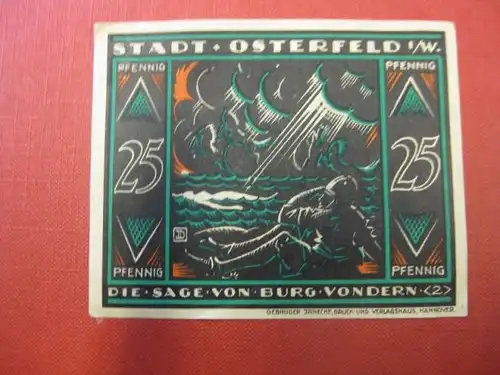 STADT · OSTERFELD i/W.
PFENNIG PFENNIG
25 25
PFENNIG PFENNIG
DIE · SAGE · VON · BURG · VONDERN · <2>
GEBRÜDER JÄNECKE, DRUCK- UND VERLAGSHAUS, HANNOVER.